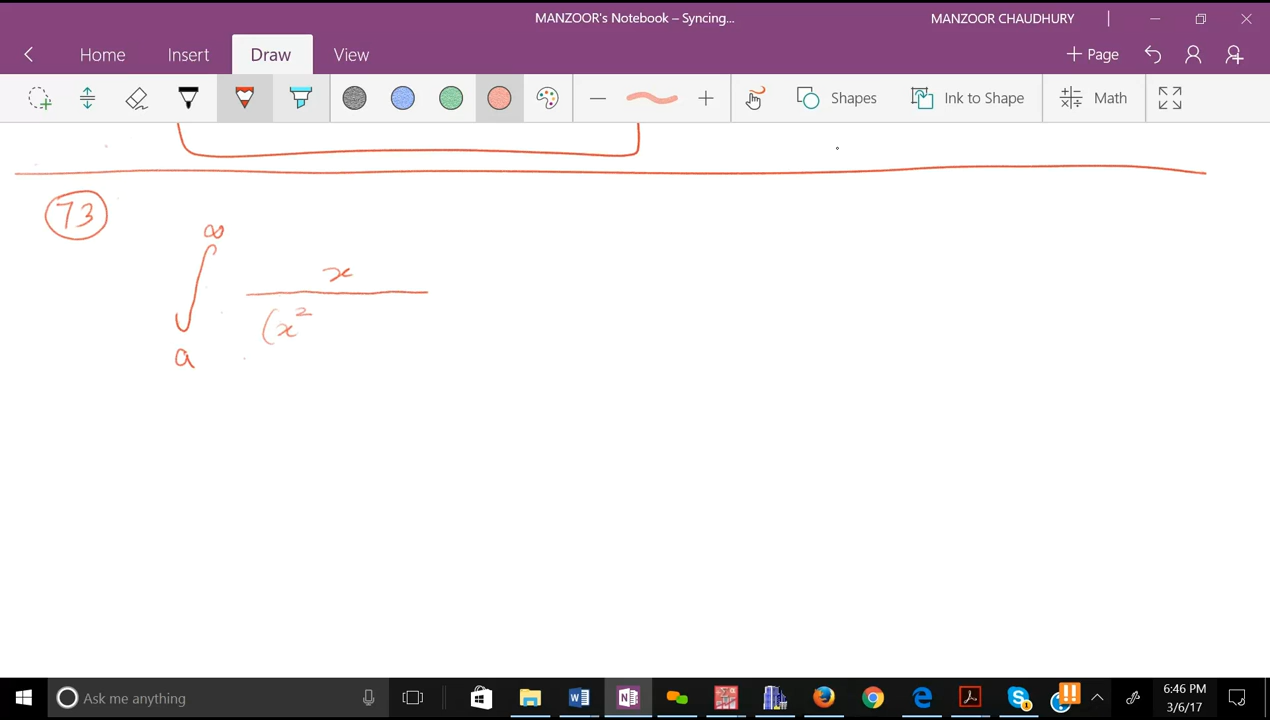 MANZOOR's Notebook – Syncing...
MANZOOR CHAUDHURY
Home Insert Draw View
Page
Shapes Ink to Shape Math
73
∞
x
∫
(x²
a
Ask me anything
6:46 PM
3/6/17